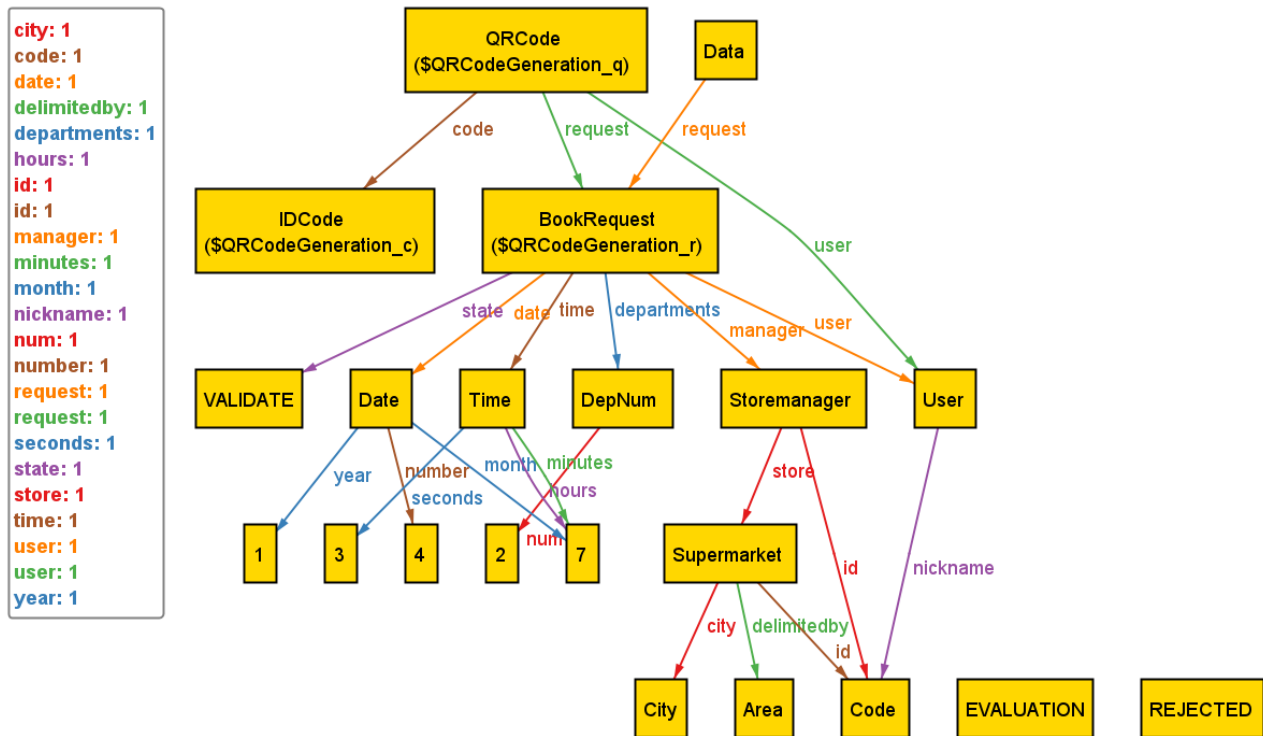 city: 1
code: 1
date: 1
delimitedby: 1
departments: 1
hours: 1
id: 1
id: 1
manager: 1
minutes: 1
month: 1
nickname: 1
num: 1
number: 1
request: 1
request: 1
seconds: 1
state: 1
store: 1
time: 1
user: 1
user: 1
year: 1
QRCode
($QRCodeGeneration_q)
Data
code
request
request
IDCode
($QRCodeGeneration_c)
BookRequest
($QRCodeGeneration_r)
user
state
date
time
departments
manager
user
VALIDATE
Date
Time
DepNum
Storemanager
User
year
number
seconds
month
minutes
hours
num
store
1
3
4
2
7
Supermarket
id
nickname
city
delimitedby
id
City
Area
Code
EVALUATION
REJECTED